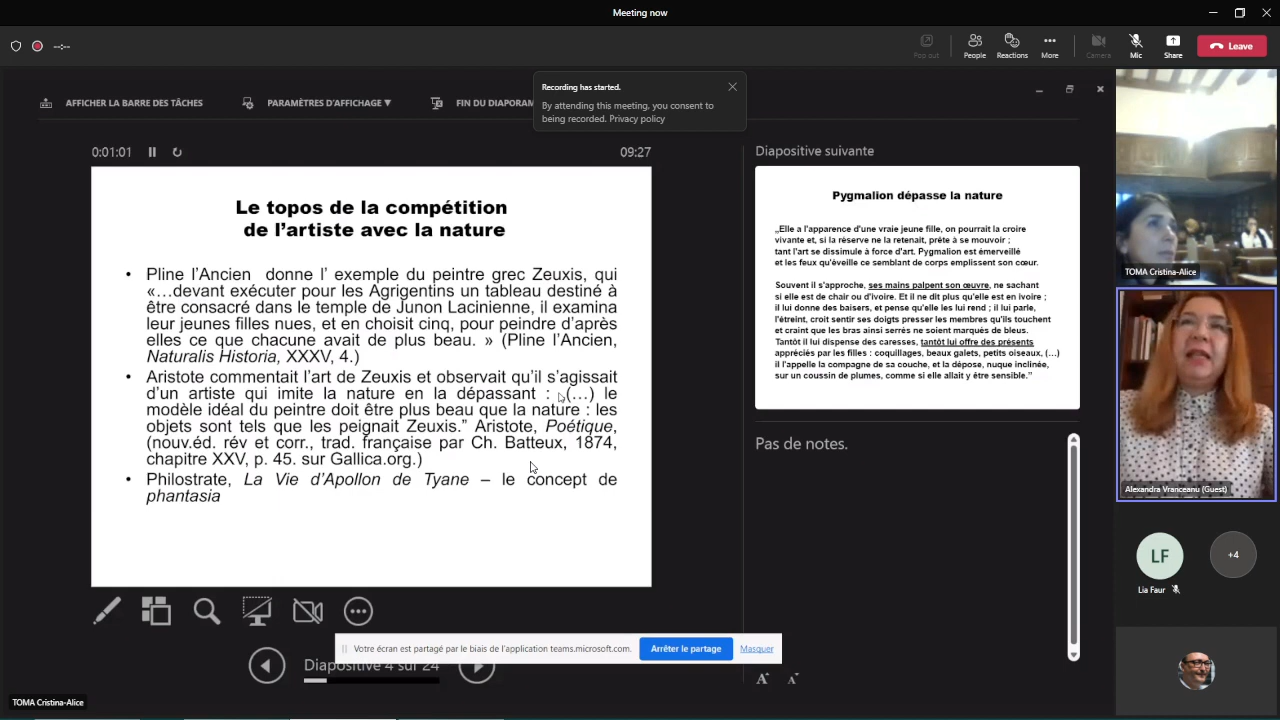 Meeting now
--:--
Pop out
People
Reactions
More
Camera
Mic
Share
Leave
AFFICHER LA BARRE DES TÂCHES
PARAMÈTRES D'AFFICHAGE ▼
FIN DU DIAPORAM
Recording has started.
By attending this meeting, you consent to
being recorded. Privacy policy
0:01:01
09:27
Le topos de la compétition
de l'artiste avec la nature
• Pline l'Ancien donne l' exemple du peintre grec Zeuxis, qui
«…devant exécuter pour les Agrigentins un tableau destiné à
être consacré dans le temple de Junon Lacinienne, il examina
leur jeunes filles nues, et en choisit cinq, pour peindre d'après
elles ce que chacune avait de plus beau. » (Pline l'Ancien,
Naturalis Historia, XXXV, 4.)
• Aristote commentait l'art de Zeuxis et observait qu'il s'agissait
d'un artiste qui imite la nature en la dépassant : „(…) le
modèle idéal du peintre doit être plus beau que la nature : les
objets sont tels que les peignait Zeuxis.” Aristote, Poétique,
(nouv.éd. rév et corr., trad. française par Ch. Batteux, 1874,
chapitre XXV, p. 45. sur Gallica.org.)
• Philostrate, La Vie d'Apollon de Tyane – le concept de
phantasia
Diapositive suivante
Pygmalion dépasse la nature
„Elle a l'apparence d'une vraie jeune fille, on pourrait la croire
vivante et, si la réserve ne la retenait, prête à se mouvoir ;
tant l'art se dissimule à force d'art. Pygmalion est émerveillé
et les feux qu'éveille ce semblant de corps emplissent son cœur.
Souvent il s'approche, ses mains palpent son œuvre, ne sachant
si elle est de chair ou d'ivoire. Et il ne dit plus qu'elle est en ivoire ;
il lui donne des baisers, et pense qu'elle les lui rend ; il lui parle,
l'étreint, croit sentir ses doigts presser les membres qu'ils touchent
et craint que les bras ainsi serrés ne soient marqués de bleus.
Tantôt il lui dispense des caresses, tantôt lui offre des présents
appréciés par les filles : coquillages, beaux galets, petits oiseaux, (…)
il l'appelle la compagne de sa couche, et la dépose, nuque inclinée,
sur un coussin de plumes, comme si elle allait y être sensible.”
Pas de notes.
Votre écran est partagé par le biais de l'application teams.microsoft.com.
Arrêter le partage
Masquer
Diapositive 4 sur 24
A A
TOMA Cristina-Alice
TOMA Cristina-Alice
Alexandra Vranceanu (Guest)
LF
Lia Faur
+4